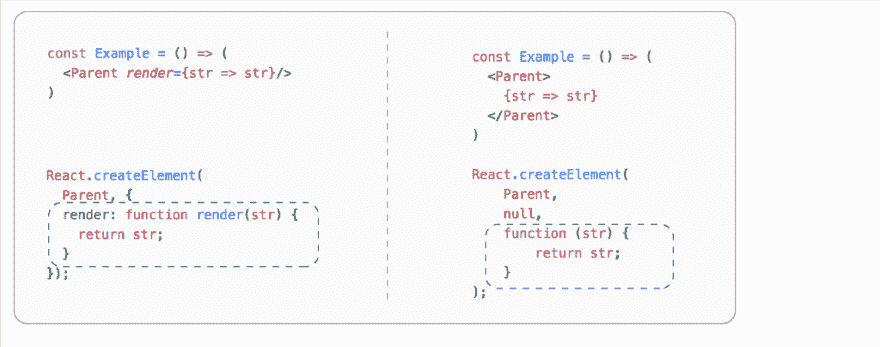 const Example = () => (
  <Parent render={str => str}/>
)
React.createElement(
  Parent, {
  render: function render(str) {
    return str;
  }
});
const Example = () => (
  <Parent>
    {str => str}
  </Parent>
)
React.createElement(
    Parent,
    null,
    function (str) {
        return str;
    }
);